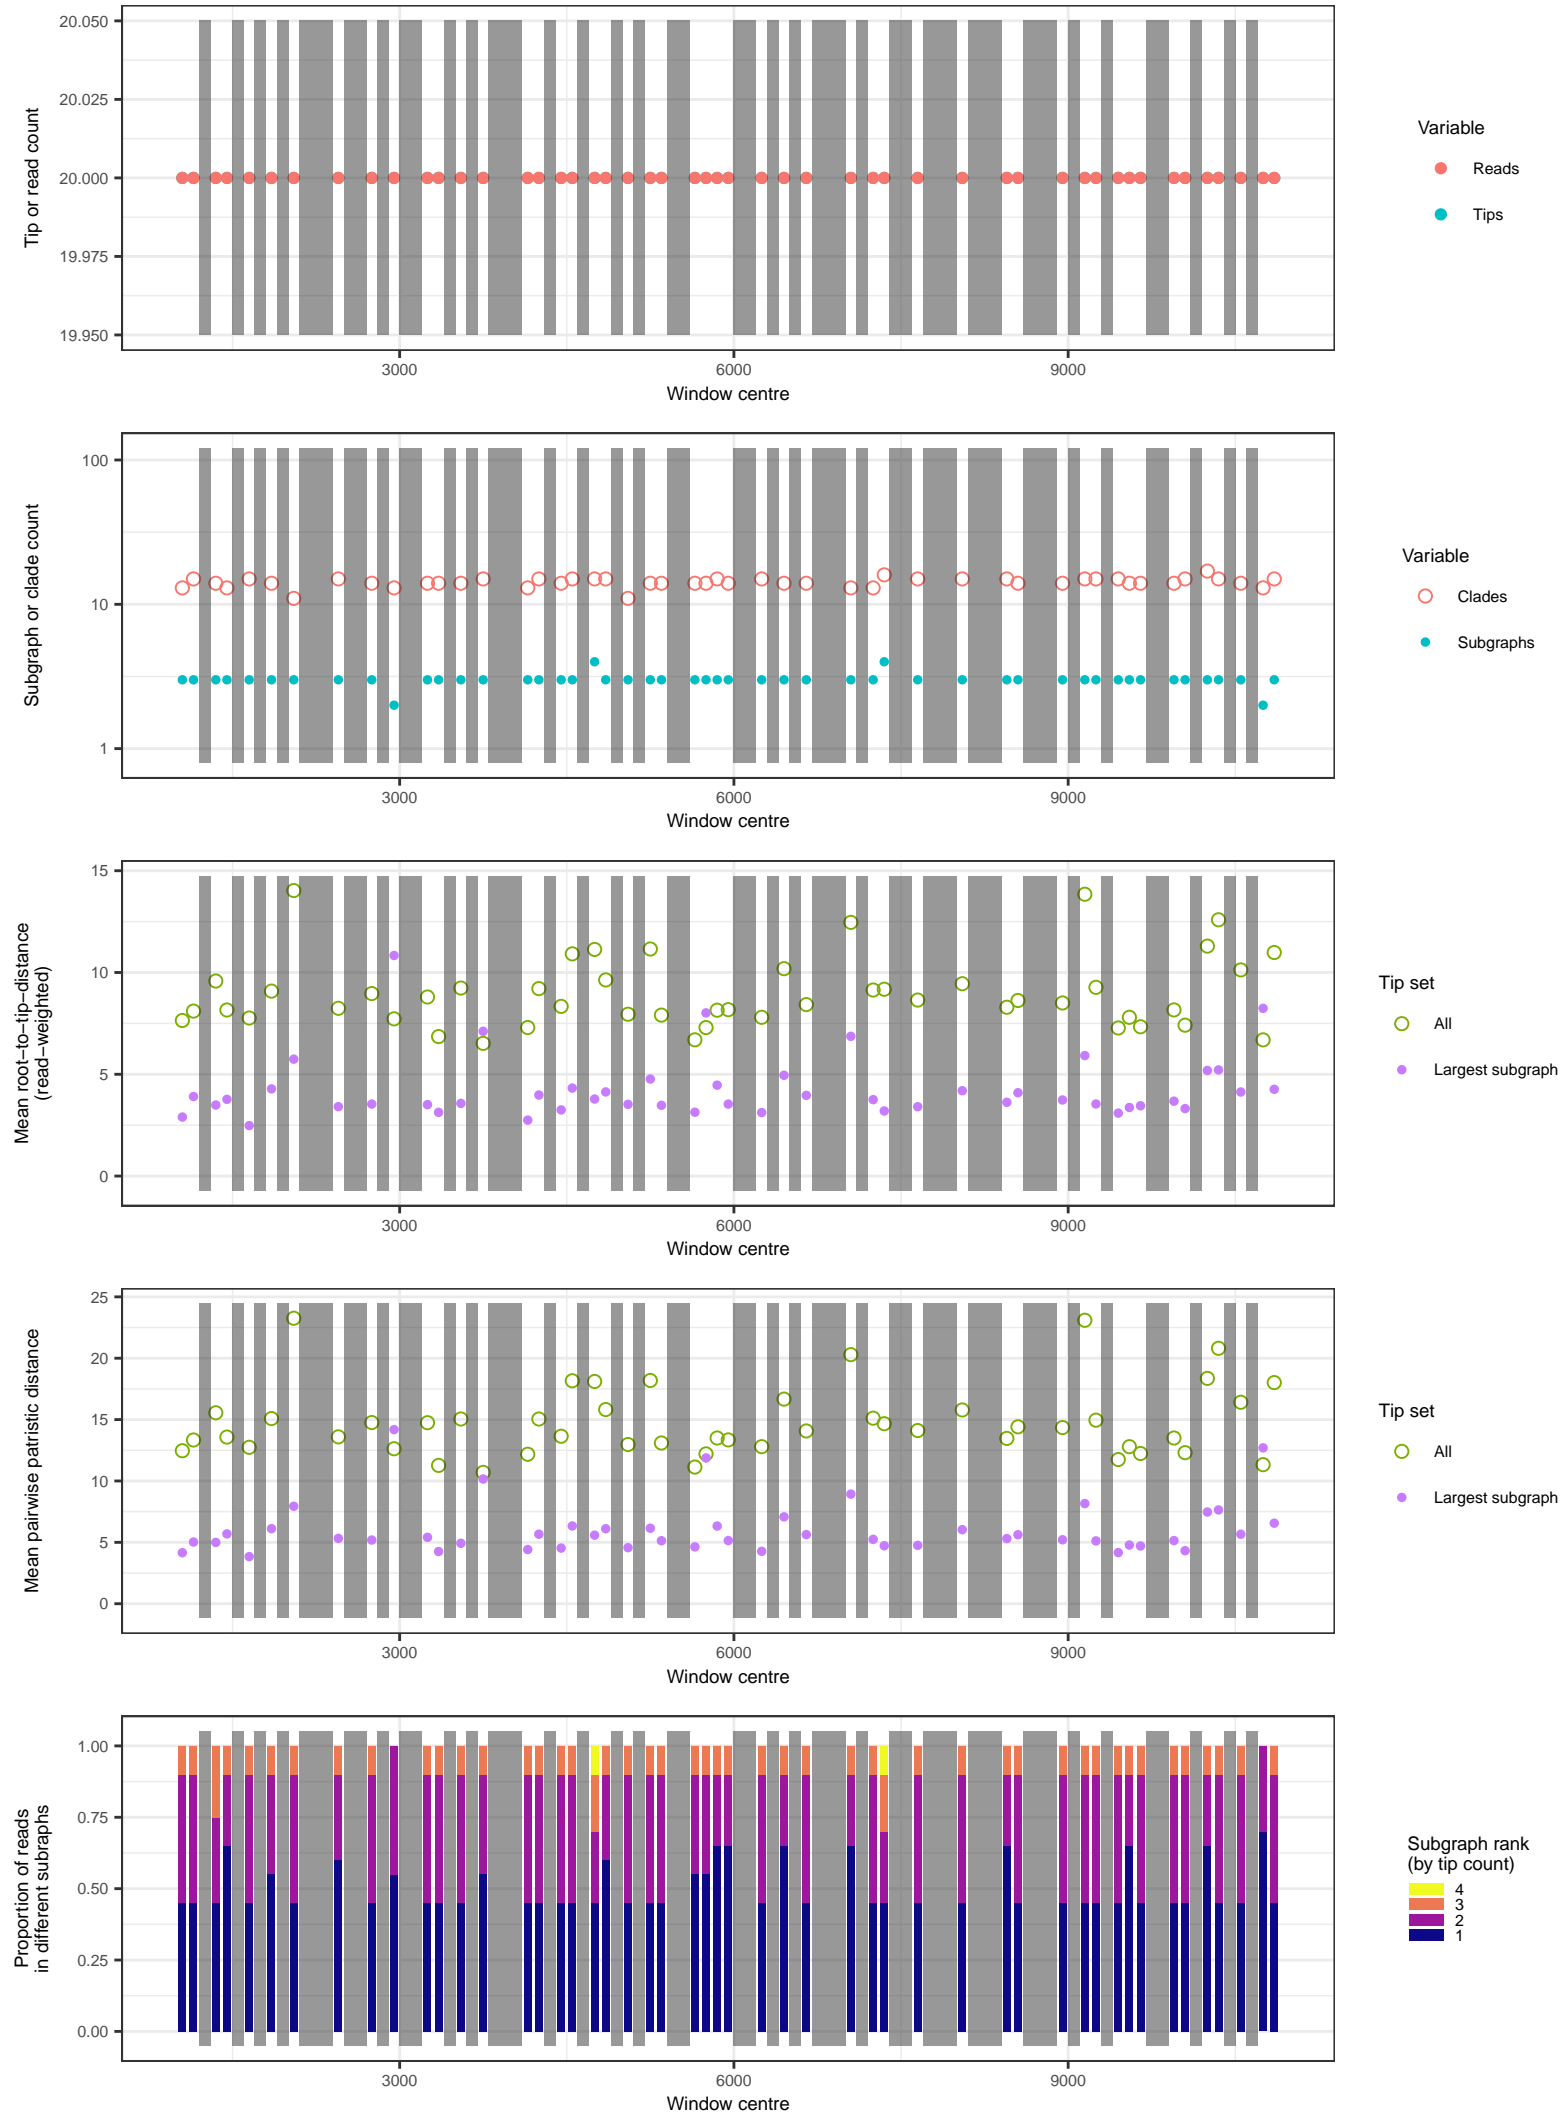 20.050
20.025
20.000
19.975
19.950
Tip or read count
3000
6000
9000
Window centre
Variable
Reads
Tips
100
10
1
Subgraph or clade count
3000
6000
9000
Window centre
Variable
Clades
Subgraphs
15
10
5
0
Mean root−to−tip−distance
(read−weighted)
3000
6000
9000
Window centre
Tip set
All
Largest subgraph
25
20
15
10
5
0
Mean pairwise patristic distance
3000
6000
9000
Window centre
Tip set
All
Largest subgraph
1.00
0.75
0.50
0.25
0.00
Proportion of reads
in different subraphs
3000
6000
9000
Window centre
Subgraph rank
(by tip count)
4
3
2
1